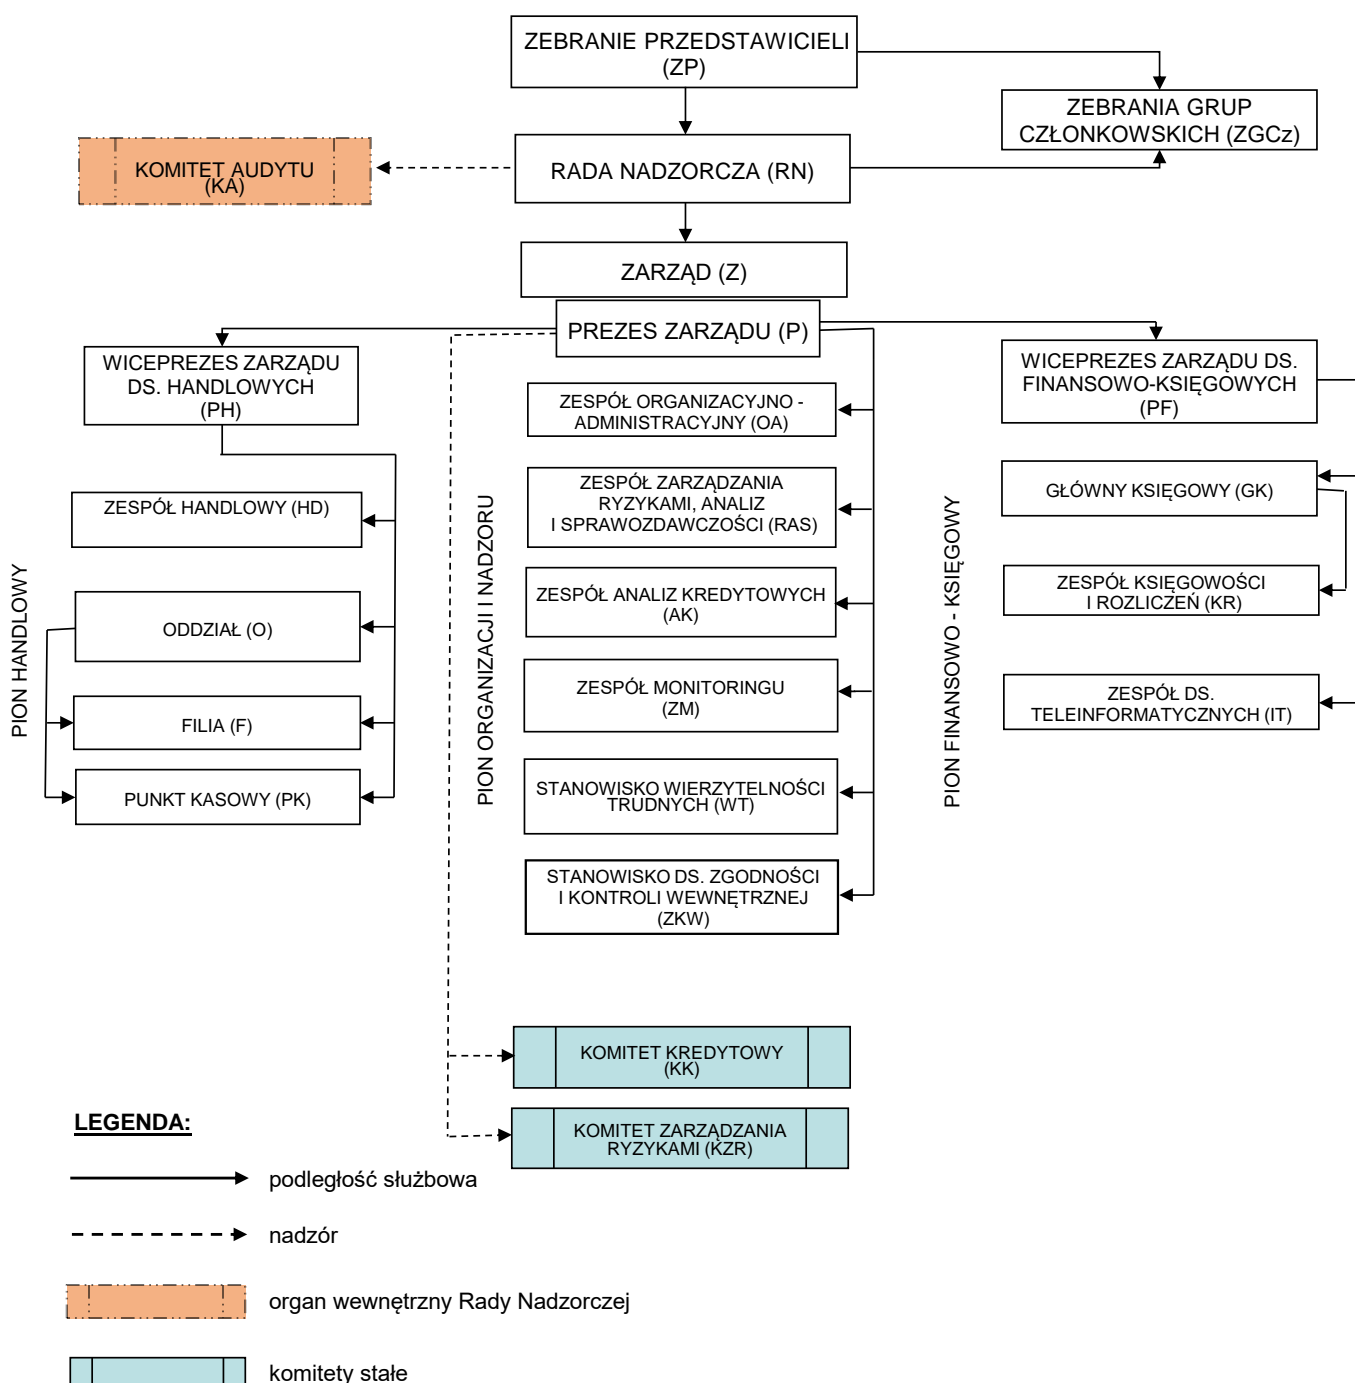 ZEBRANIE PRZEDSTAWICIELI
(ZP)
ZEBRANIA GRUP
CZŁONKOWSKICH (ZGCz)
KOMITET AUDYTU
(KA)
RADA NADZORCZA (RN)
ZARZĄD (Z)
PREZES ZARZĄDU (P)
WICEPREZES ZARZĄDU
DS. HANDLOWYCH
(PH)
WICEPREZES ZARZĄDU DS.
FINANSOWO-KSIĘGOWYCH
(PF)
PION HANDLOWY
ZESPÓŁ HANDLOWY (HD)
ODDZIAŁ (O)
FILIA (F)
PUNKT KASOWY (PK)
PION ORGANIZACJI I NADZORU
ZESPÓŁ ORGANIZACYJNO -
ADMINISTRACYJNY (OA)
ZESPÓŁ ZARZĄDZANIA
RYZYKAMI, ANALIZ
I SPRAWOZDAWCZOŚCI (RAS)
ZESPÓŁ ANALIZ KREDYTOWYCH
(AK)
ZESPÓŁ MONITORINGU
(ZM)
STANOWISKO WIERZYTELNOŚCI
TRUDNYCH (WT)
STANOWISKO DS. ZGODNOŚCI
I KONTROLI WEWNĘTRZNEJ
(ZKW)
PION FINANSOWO - KSIĘGOWY
GŁÓWNY KSIĘGOWY (GK)
ZESPÓŁ KSIĘGOWOŚCI
I ROZLICZEŃ (KR)
ZESPÓŁ DS.
TELEINFORMATYCZNYCH (IT)
KOMITET KREDYTOWY
(KK)
KOMITET ZARZĄDZANIA
RYZYKAMI (KZR)
LEGENDA:
podległość służbowa
nadzór
organ wewnętrzny Rady Nadzorczej
komitety stałe